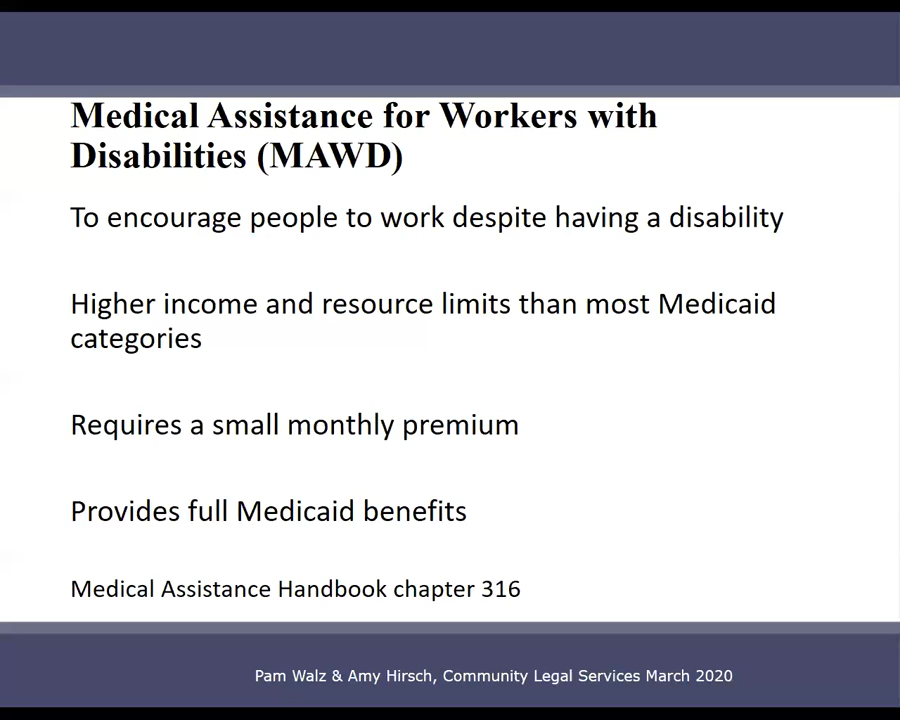 Medical Assistance for Workers with
Disabilities (MAWD)
To encourage people to work despite having a disability
Higher income and resource limits than most Medicaid
categories
Requires a small monthly premium
Provides full Medicaid benefits
Medical Assistance Handbook chapter 316
Pam Walz & Amy Hirsch, Community Legal Services March 2020